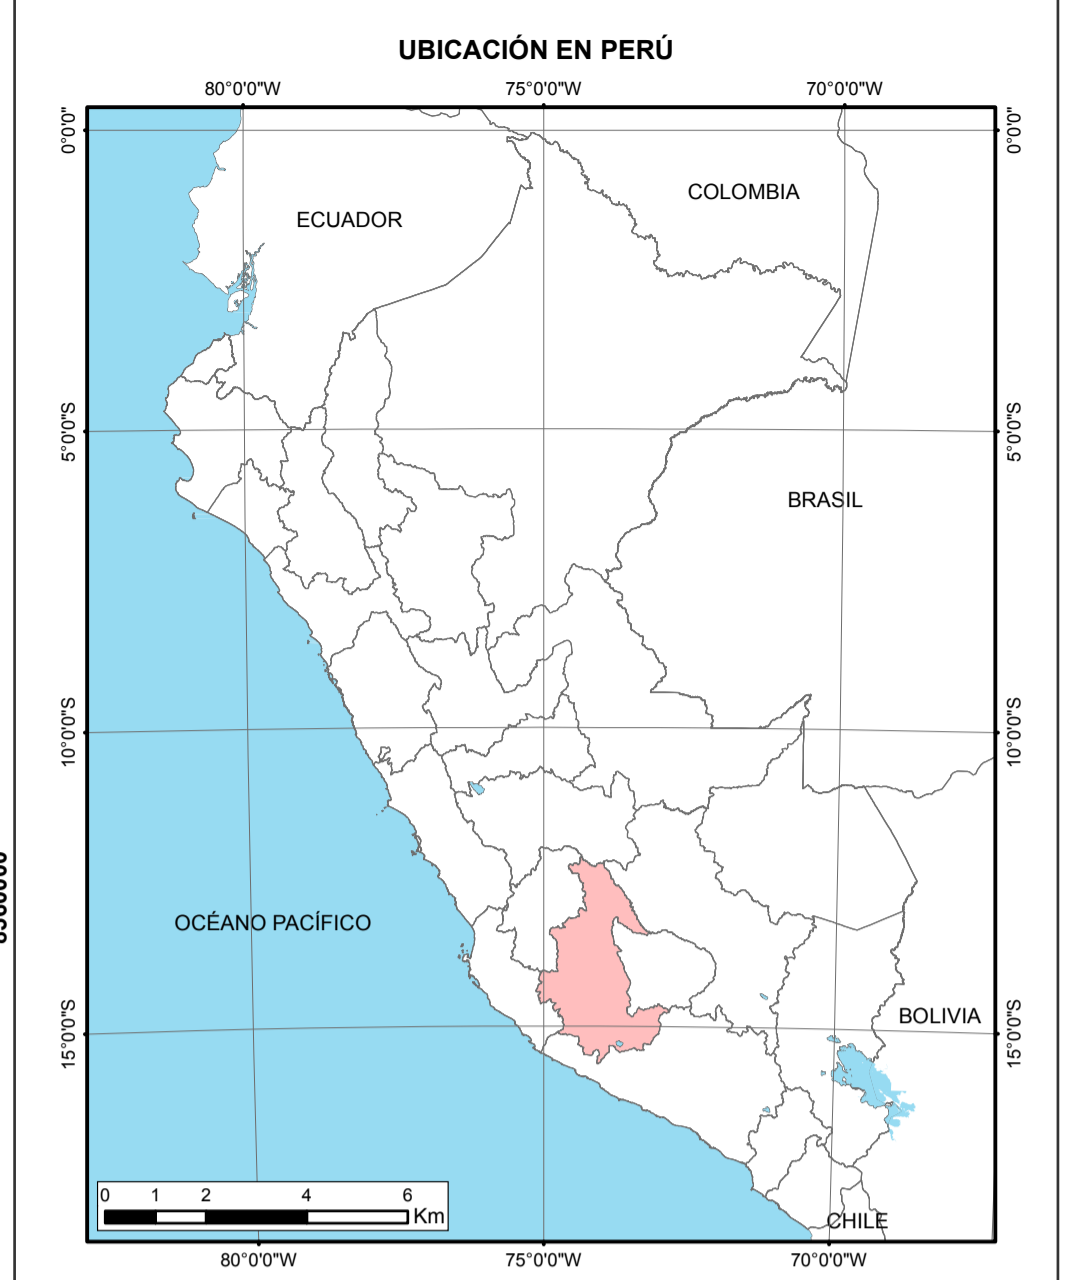 UBICACIÓN EN PERÚ
80°0'0"W 75°0'0"W 70°0'0"W
0°0'0" 0°0'0"
COLOMBIA
ECUADOR
5°0'0"S 5°0'0"S
BRASIL
10°0'0"S 10°0'0"S
OCÉANO PACÍFICO
BOLIVIA
15°0'0"S 15°0'0"S
0 1 2 4 6
Km
CHILE
80°0'0"W 75°0'0"W 70°0'0"W